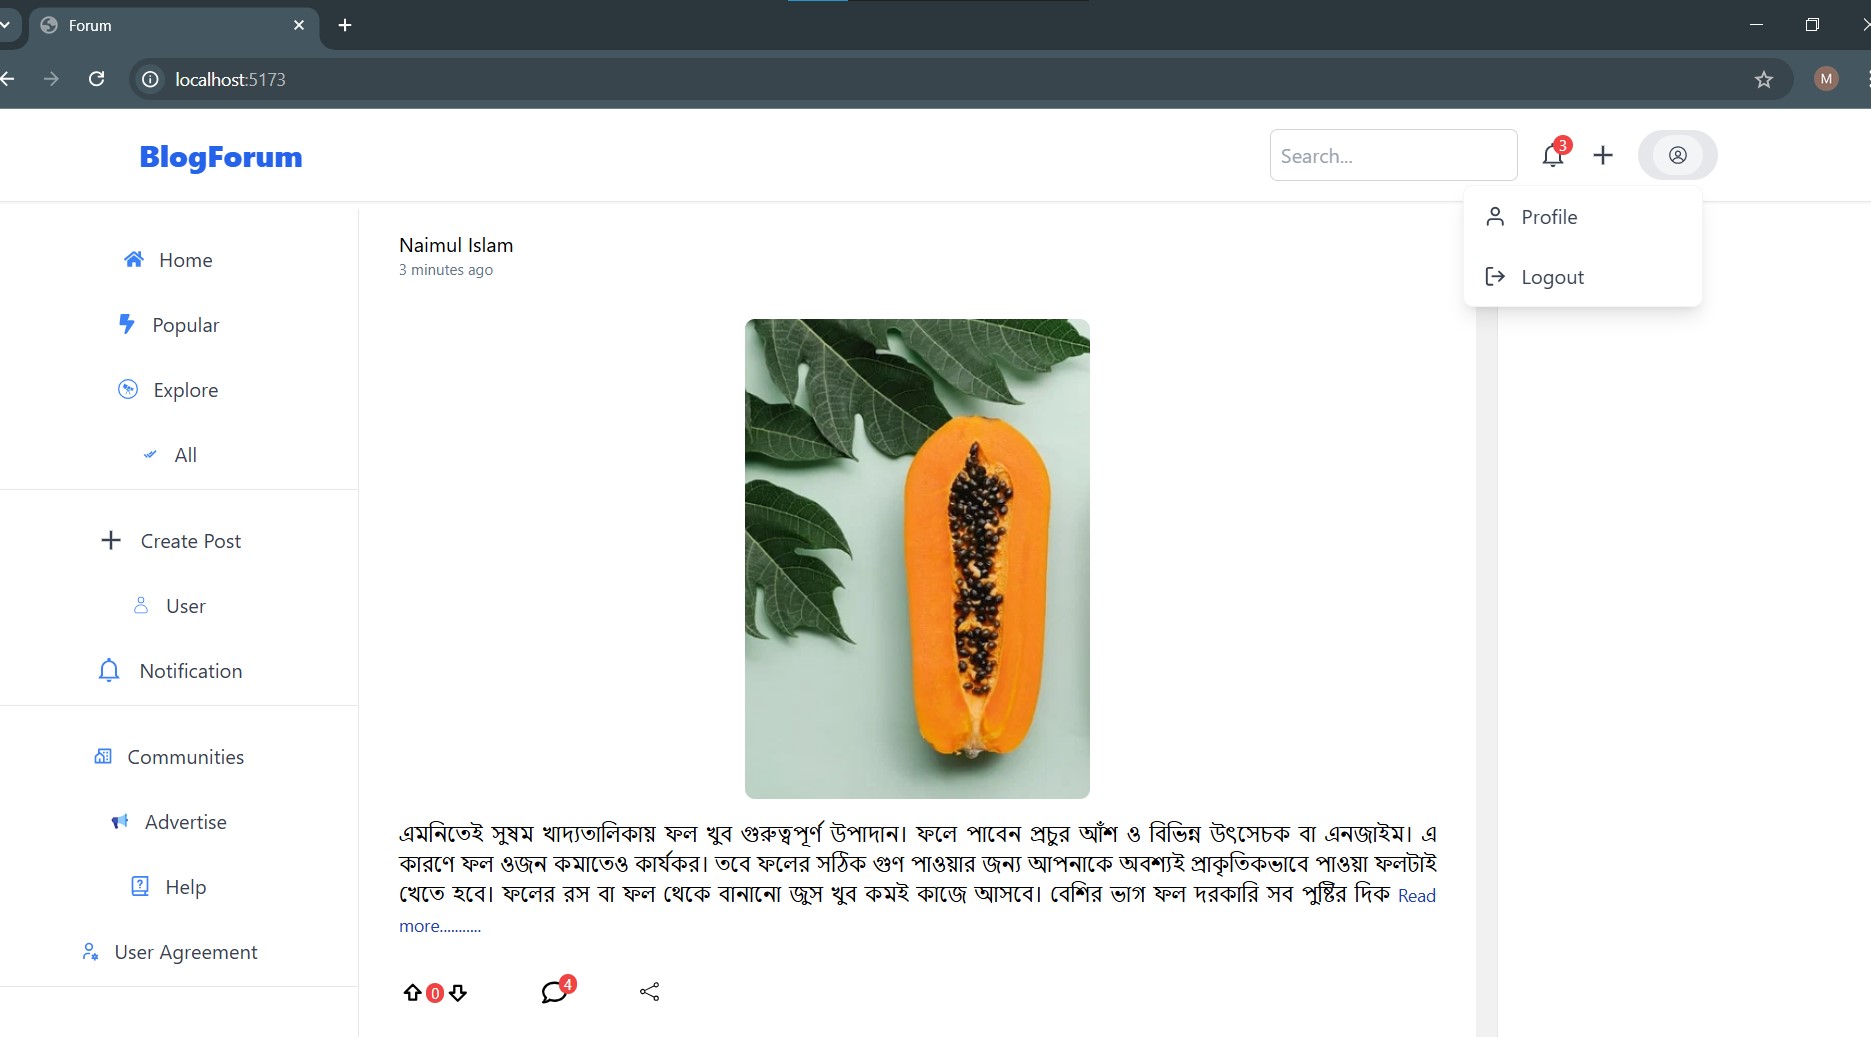 Forum
localhost:5173
M
BlogForum
Search...
3
Profile
Logout
Home
Popular
Explore
All
Create Post
User
Notification
Communities
Advertise
Help
User Agreement
Naimul Islam
3 minutes ago
এমনিতেই সুষম খাদ্যতালিকায় ফল খুব গুরুত্বপূর্ণ উপাদান। ফলে পাবেন প্রচুর আঁশ ও বিভিন্ন উৎসেচক বা এনজাইম। এ
কারণে ফল ওজন কমাতেও কার্যকর। তবে ফলের সঠিক গুণ পাওয়ার জন্য আপনাকে অবশ্যই প্রাকৃতিকভাবে পাওয়া ফলটাই
খেতে হবে। ফলের রস বা ফল থেকে বানানো জুস খুব কমই কাজে আসবে। বেশির ভাগ ফল দরকারি সব পুষ্টির দিক Read
more...........
0
4